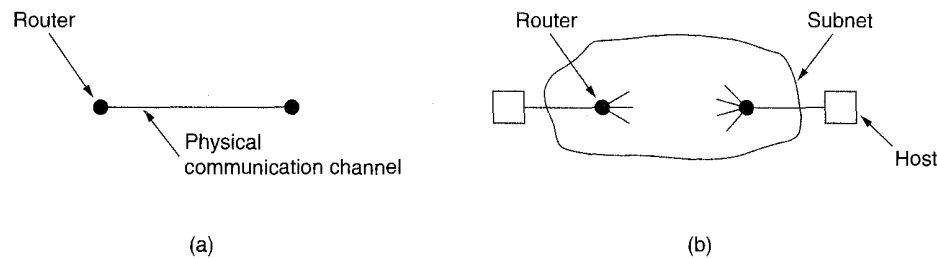 Router
Physical
communication channel
(a)
Router
Subnet
Host
(b)